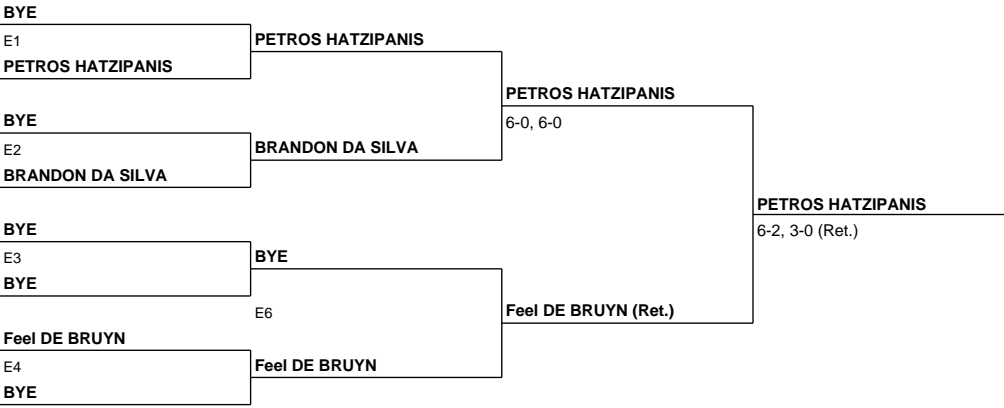 BYE
E1
PETROS HATZIPANIS
PETROS HATZIPANIS
BYE
E2
BRANDON DA SILVA
BRANDON DA SILVA
PETROS HATZIPANIS
6-0, 6-0
BYE
E3
BYE
BYE
E6
Feel DE BRUYN
E4
BYE
Feel DE BRUYN
Feel DE BRUYN (Ret.)
PETROS HATZIPANIS
6-2, 3-0 (Ret.)